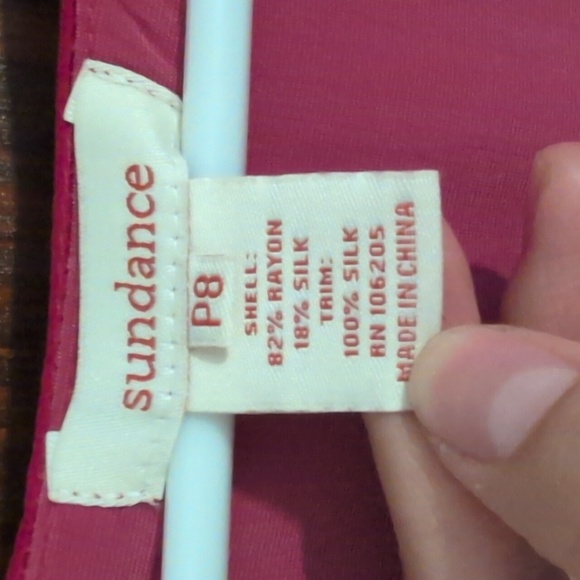 sundance
P8
SHELL:
82% RAYON
18% SILK
TRIM:
100% SILK
RN 106205
MADE IN CHINA